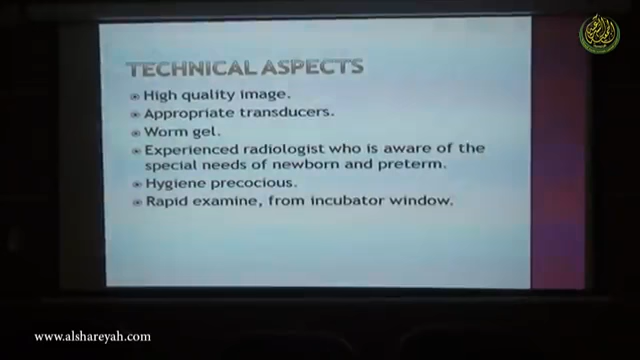 TECHNICAL ASPECTS
High quality image.
Appropriate transducers.
Worm gel.
Experienced radiologist who is aware of the
special needs of newborn and preterm.
Hygiene precocious.
Rapid examine, from incubator window.
www.alshareyah.com